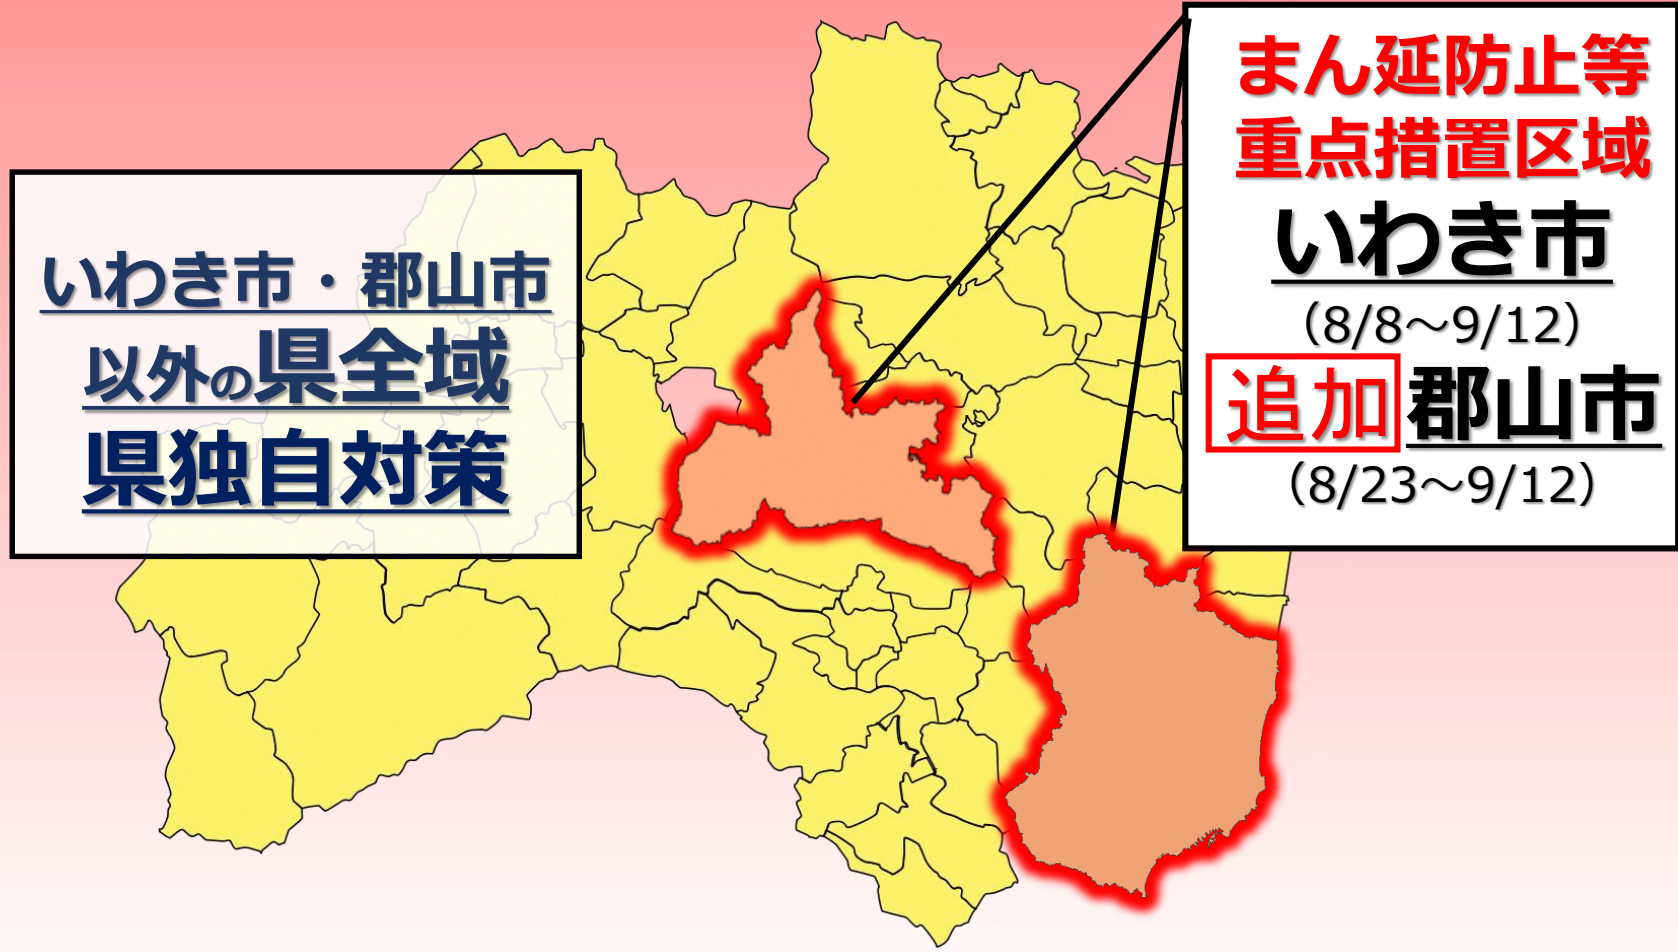 いわき市・郡山市
以外の県全域
県独自対策
まん延防止等
重点措置区域
いわき市
（8/8～9/12）
追加 郡山市
（8/23～9/12）